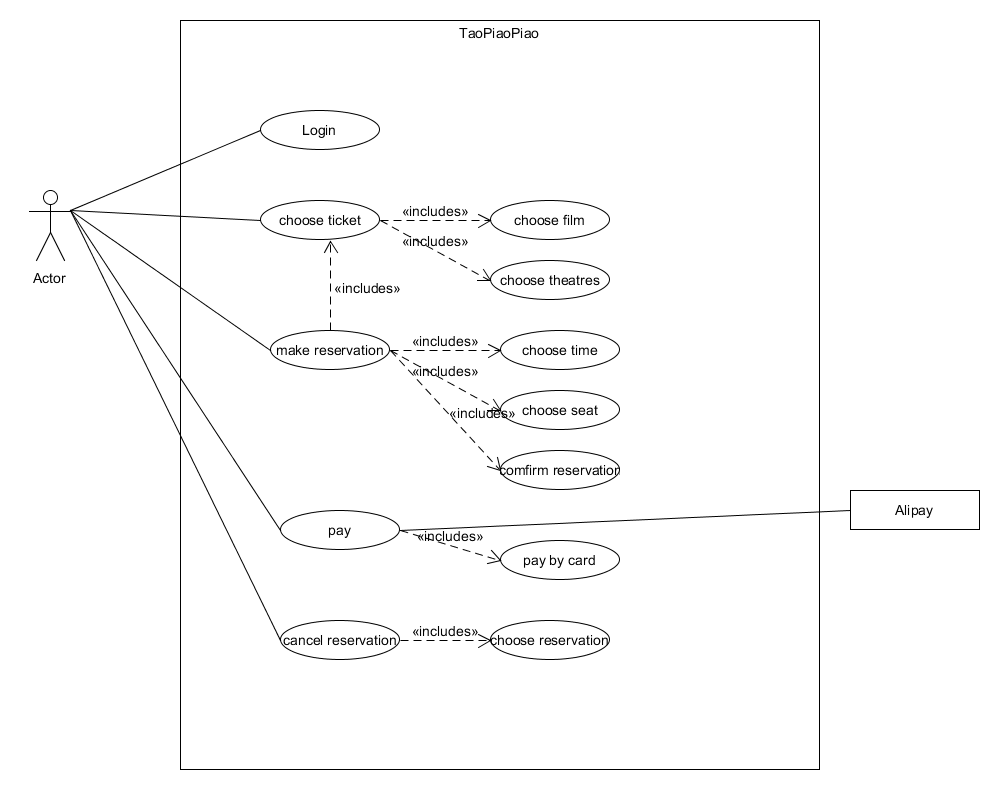 TaoPiaoPiao
Login
choose ticket
«includes»
choose film
«includes»
choose theatres
Actor
«includes»
make reservation
«includes»
choose time
«includes»
choose seat
«includes»
comfirm reservation
pay
Alipay
«includes»
pay by card
cancel reservation
«includes»
choose reservation